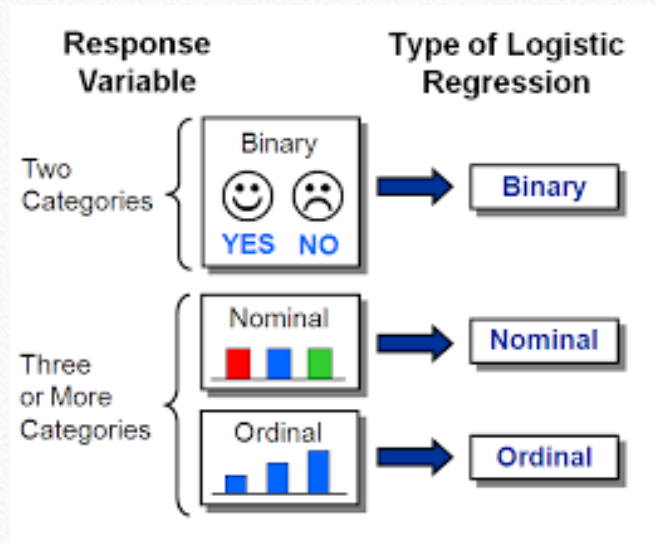 Response
Variable
Type of Logistic
Regression
Two
Categories
Binary
YES NO
Binary
Three
or More
Categories
Nominal
Nominal
Ordinal
Ordinal